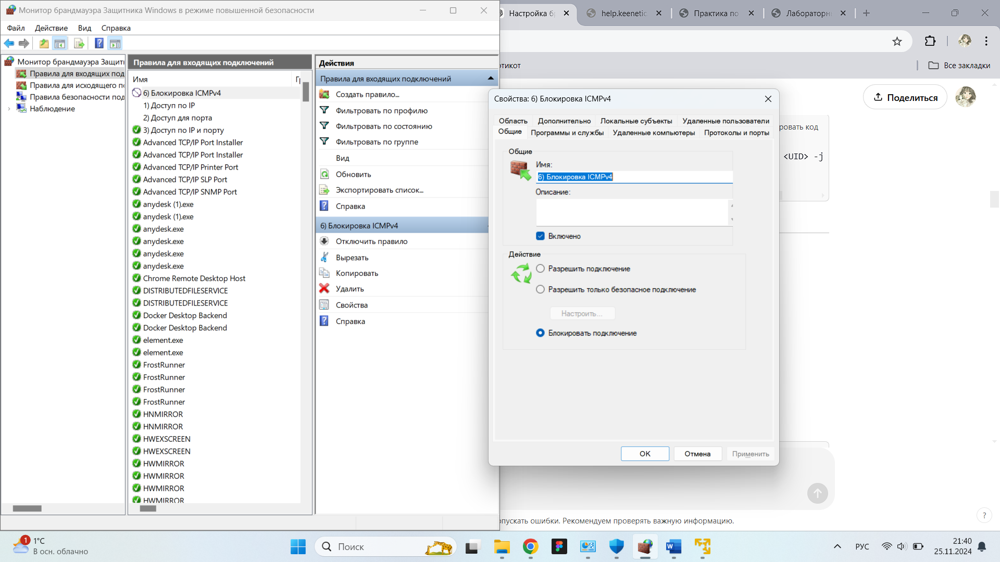 Монитор брандмауэра Защитника Windows в режиме повышенной безопасности
Файл Действие Вид Справка
Монитор брандмауэра Защити
Правила для входящих под
Правила для исходящего п
Правила безопасности под
Наблюдение
Правила для входящих подключений
Имя
6) Блокировка ICMPv4
1) Доступ по IP
2) Доступ для порта
3) Доступ по IP и порту
Advanced TCP/IP Port Installer
Advanced TCP/IP Port Installer
Advanced TCP/IP Printer Port
Advanced TCP/IP SLP Port
Advanced TCP/IP SNMP Port
anydesk (1).exe
anydesk (1).exe
anydesk.exe
anydesk.exe
anydesk.exe
anydesk.exe
Chrome Remote Desktop Host
DISTRIBUTEDFILESERVICE
DISTRIBUTEDFILESERVICE
Docker Desktop Backend
Docker Desktop Backend
element.exe
element.exe
FrostRunner
FrostRunner
FrostRunner
FrostRunner
HNMIRROR
HNMIRROR
HWEXSCREEN
HWEXSCREEN
HWMIRROR
HWMIRROR
HWMIRROR
HWMIRROR
Действия
Правила для входящих подключений
Создать правило...
Фильтровать по профилю
Фильтровать по состоянию
Фильтровать по группе
Вид
Обновить
Экспортировать список...
Справка
6) Блокировка ICMPv4
Отключить правило
Вырезать
Копировать
Удалить
Свойства
Справка
Настройка б
help.keenetic
Практика по
Лабораторн
Все закладки
отикот
Поделиться
ровать код
<UID> -j
Свойства: 6) Блокировка ICMPv4
Область Дополнительно Локальные субъекты Удаленные пользователи
Общие Программы и службы Удаленные компьютеры Протоколы и порты
Общие
Имя:
6) Блокировка ICMPv4
Описание:
Включено
Действие
Разрешить подключение
Разрешить только безопасное подключение
Настроить...
Блокировать подключение
ОК Отмена Применить
опускать ошибки. Рекомендуем проверять важную информацию.
?
1
1°C
В осн. облачно
Поиск
РУС
21:40
25.11.2024